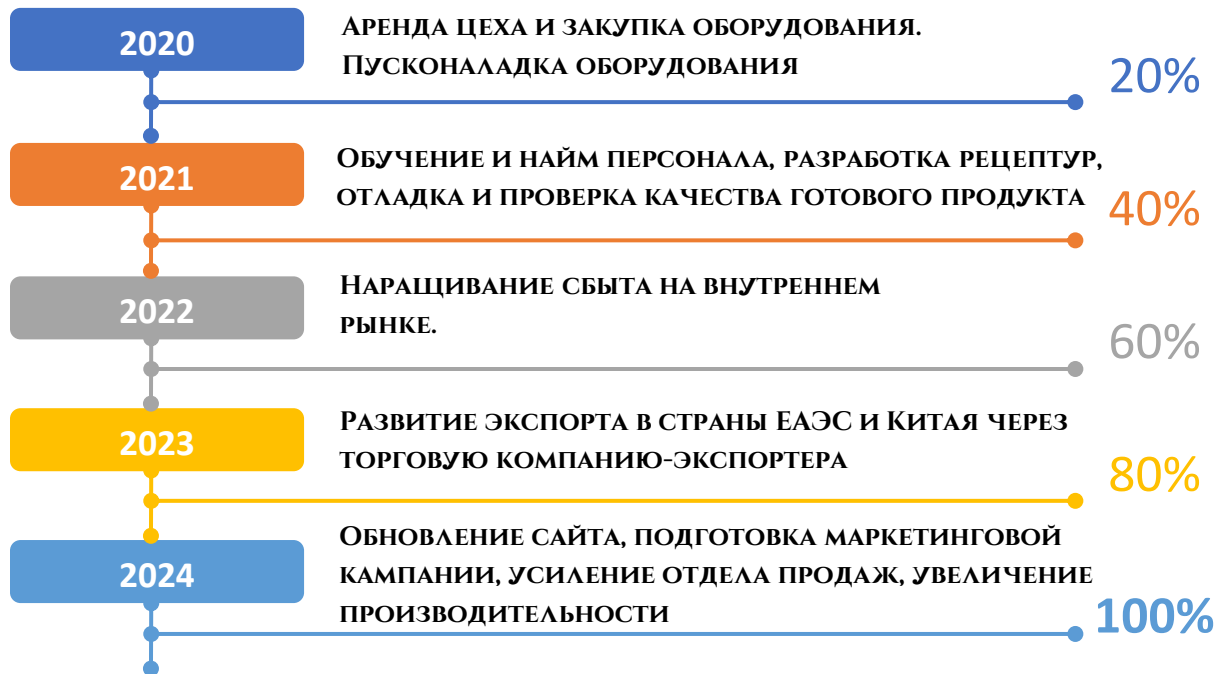 2020
Аренда цеха и закупка оборудования.
Пусконаладка оборудования
20%
2021
Обучение и найм персонала, разработка рецептур,
отладка и проверка качества готового продукта
40%
2022
Наращивание сбыта на внутреннем
рынке.
60%
2023
Развитие экспорта в страны ЕАЭС и Китая через
торговую компанию-экспортера
80%
2024
Обновление сайта, подготовка маркетинговой
кампании, усиление отдела продаж, увеличение
производительности
100%